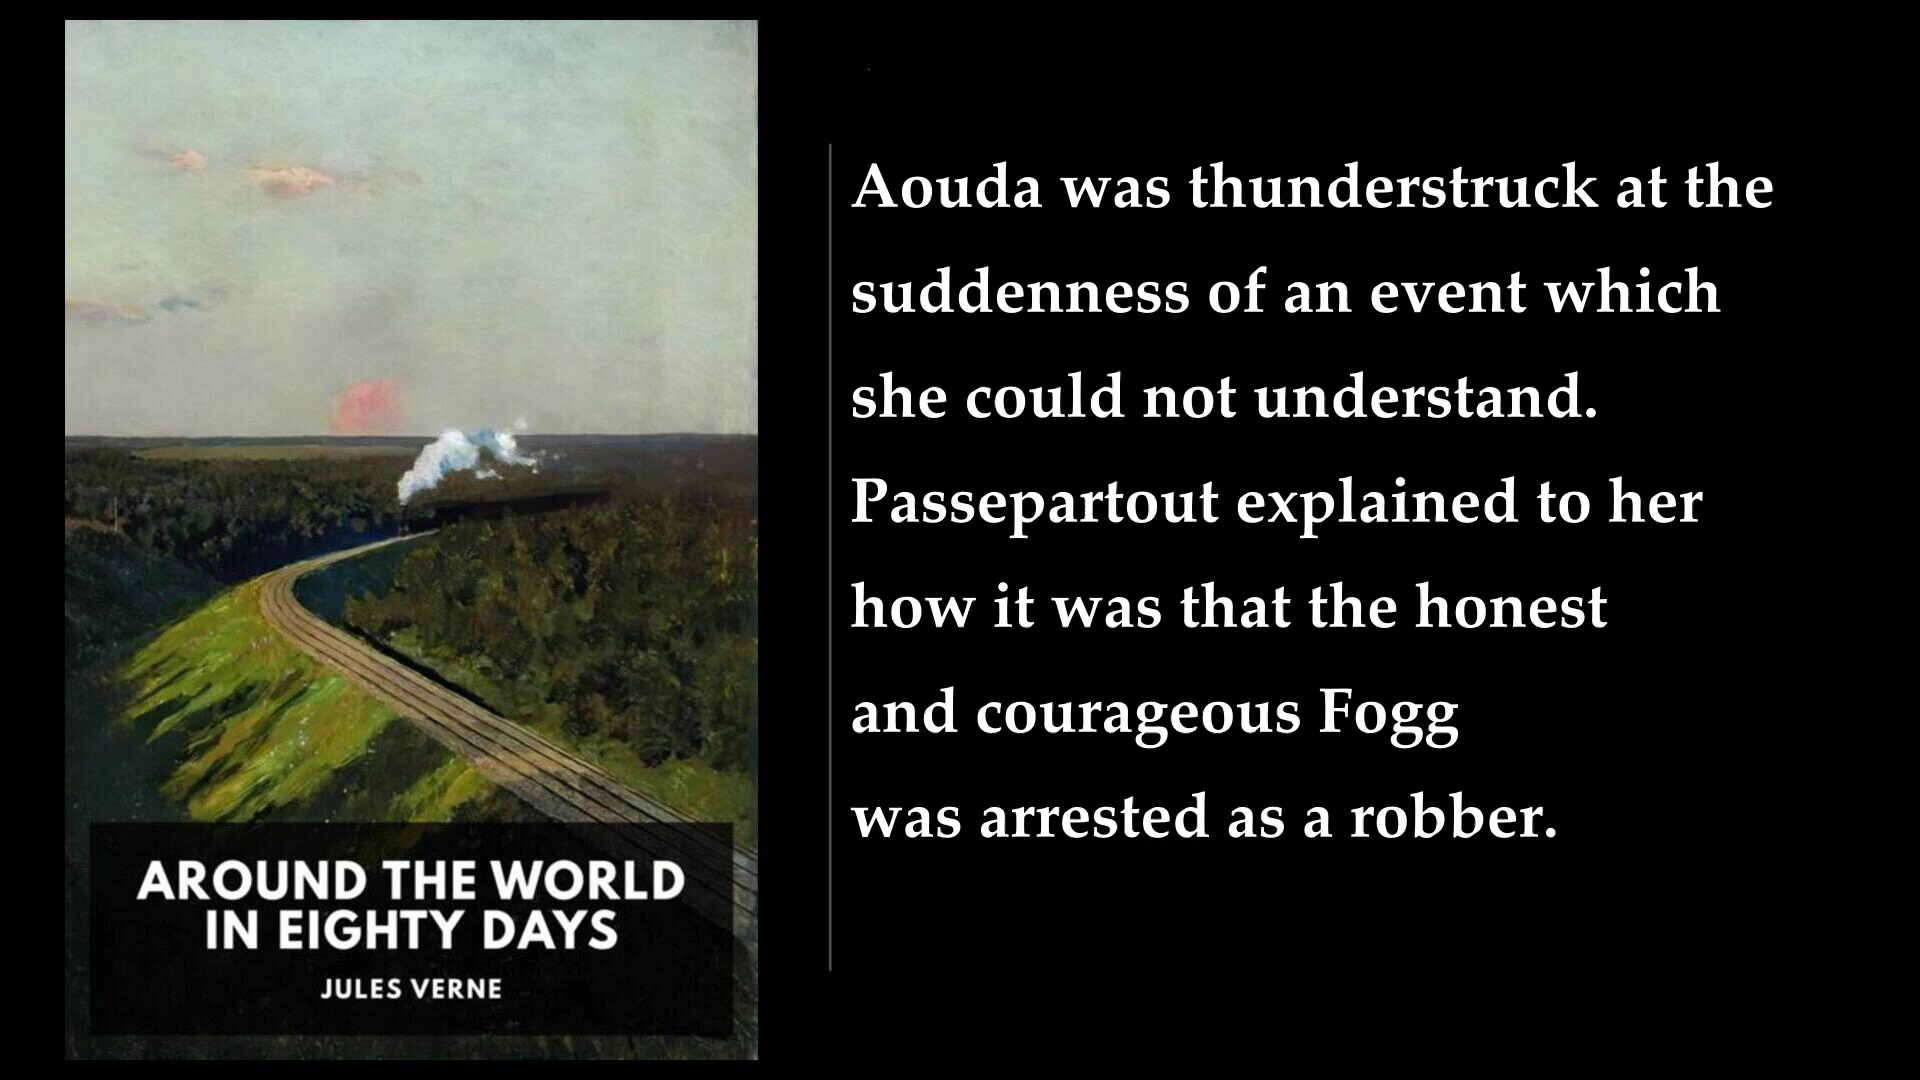 AROUND THE WORLD
IN EIGHTY DAYS
JULES VERNE
Aouda was thunderstruck at the
suddenness of an event which
she could not understand.
Passepartout explained to her
how it was that the honest
and courageous Fogg
was arrested as a robber.